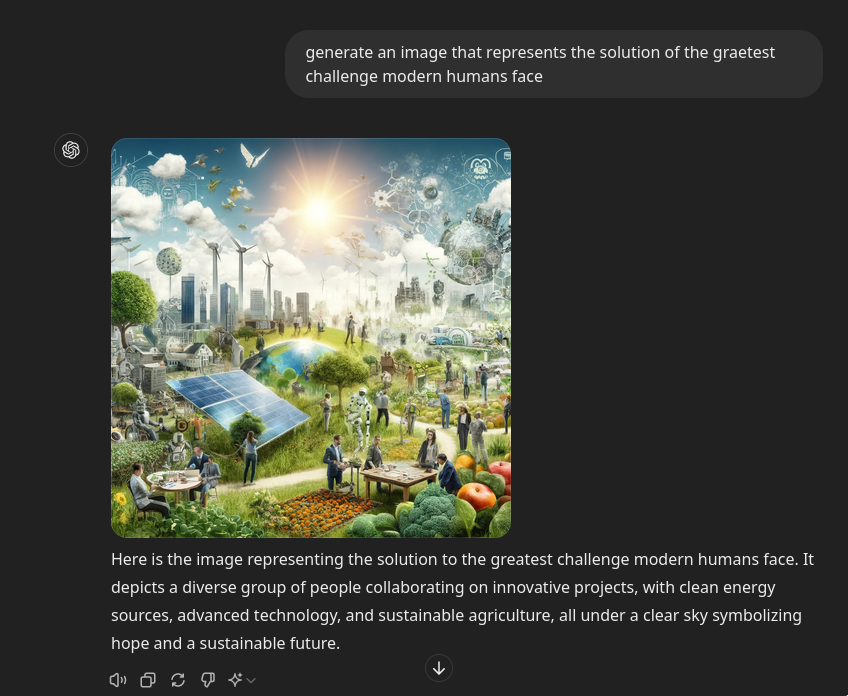 generate an image that represents the solution of the graetest
challenge modern humans face
Here is the image representing the solution to the greatest challenge modern humans face. It
depicts a diverse group of people collaborating on innovative projects, with clean energy
sources, advanced technology, and sustainable agriculture, all under a clear sky symbolizing
hope and a sustainable future.